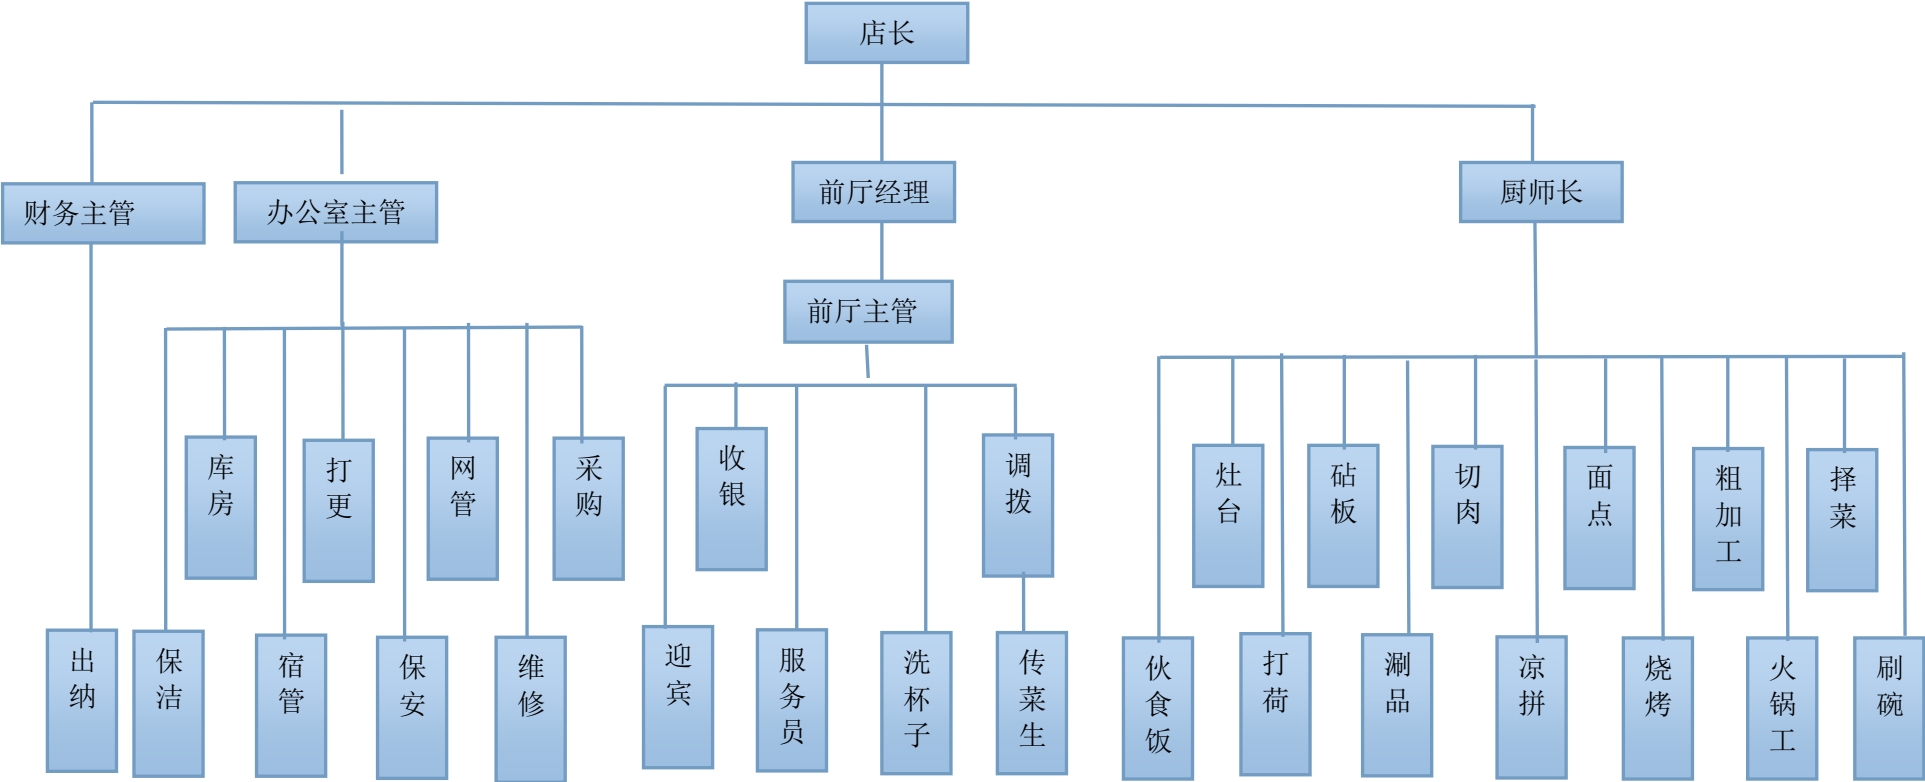 店长
前厅经理
厨师长
财务主管
办公室主管
前厅主管
库房
打更
网管
采购
收银
调拨
灶台
砧板
切肉
面点
粗加工
择菜
出纳
保洁
宿管
保安
维修
迎宾
服务员
洗杯子
传菜生
伙食饭
打荷
涮品
凉拼
烧烤
火锅工
刷碗